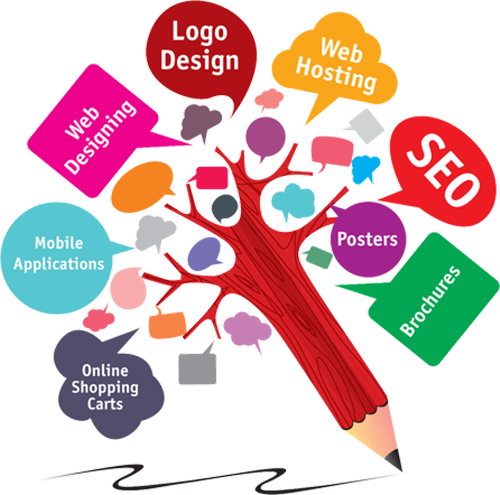 Logo
Design
Web
Hosting
Web
Designing
SEO
Mobile
Applications
Posters
Brochures
Online
Shopping
Carts